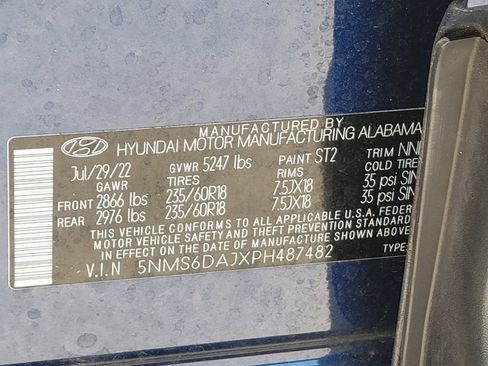 MANUFACTURED BY
HYUNDAI MOTOR MANUFACTURING ALABAMA
Jul/29/22 GVWR 5247 lbs PAINT ST2 TRIM NNB
GAWR TIRES RIMS COLD TIRE
FRONT 2866 lbs 235/60R18 7.5JX18 35 psi SIN
REAR 2976 lbs 235/60R18 7.5JX18 35 psi SIN
THIS VEHICLE CONFORMS TO ALL APPLICABLE U.S.A. FEDER
MOTOR VEHICLE SAFETY AND THEFT PREVENTION STANDARD
IN EFFECT ON THE DATE OF MANUFACTURE SHOWN ABOVE.
V.I.N 5NMS6DAJXPH487482 TYPE: